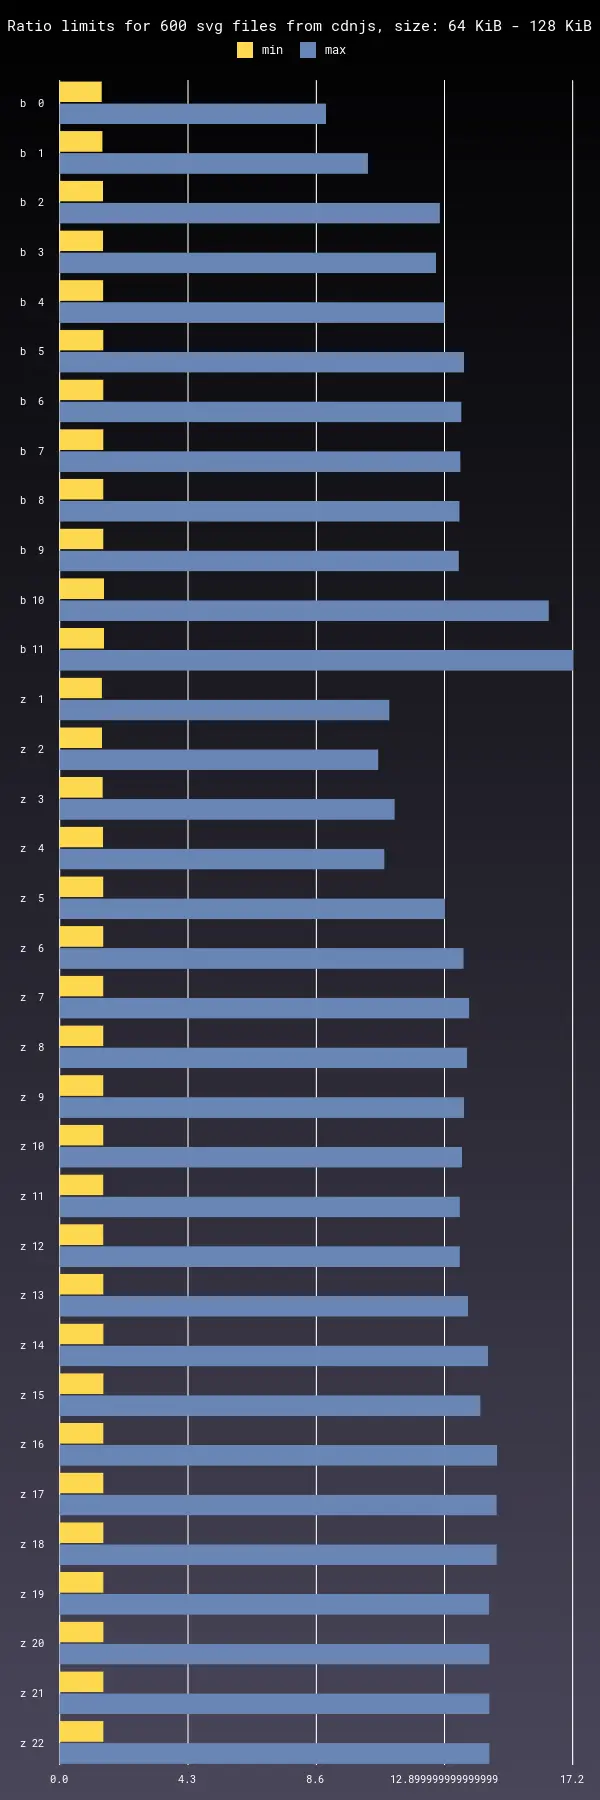 Ratio limits for 600 svg files from cdnjs, size: 64 KiB - 128 KiB
min max
b 0
b 1
b 2
b 3
b 4
b 5
b 6
b 7
b 8
b 9
b 10
b 11
z 1
z 2
z 3
z 4
z 5
z 6
z 7
z 8
z 9
z 10
z 11
z 12
z 13
z 14
z 15
z 16
z 17
z 18
z 19
z 20
z 21
z 22
0.0 4.3 8.6 12.899999999999999 17.2